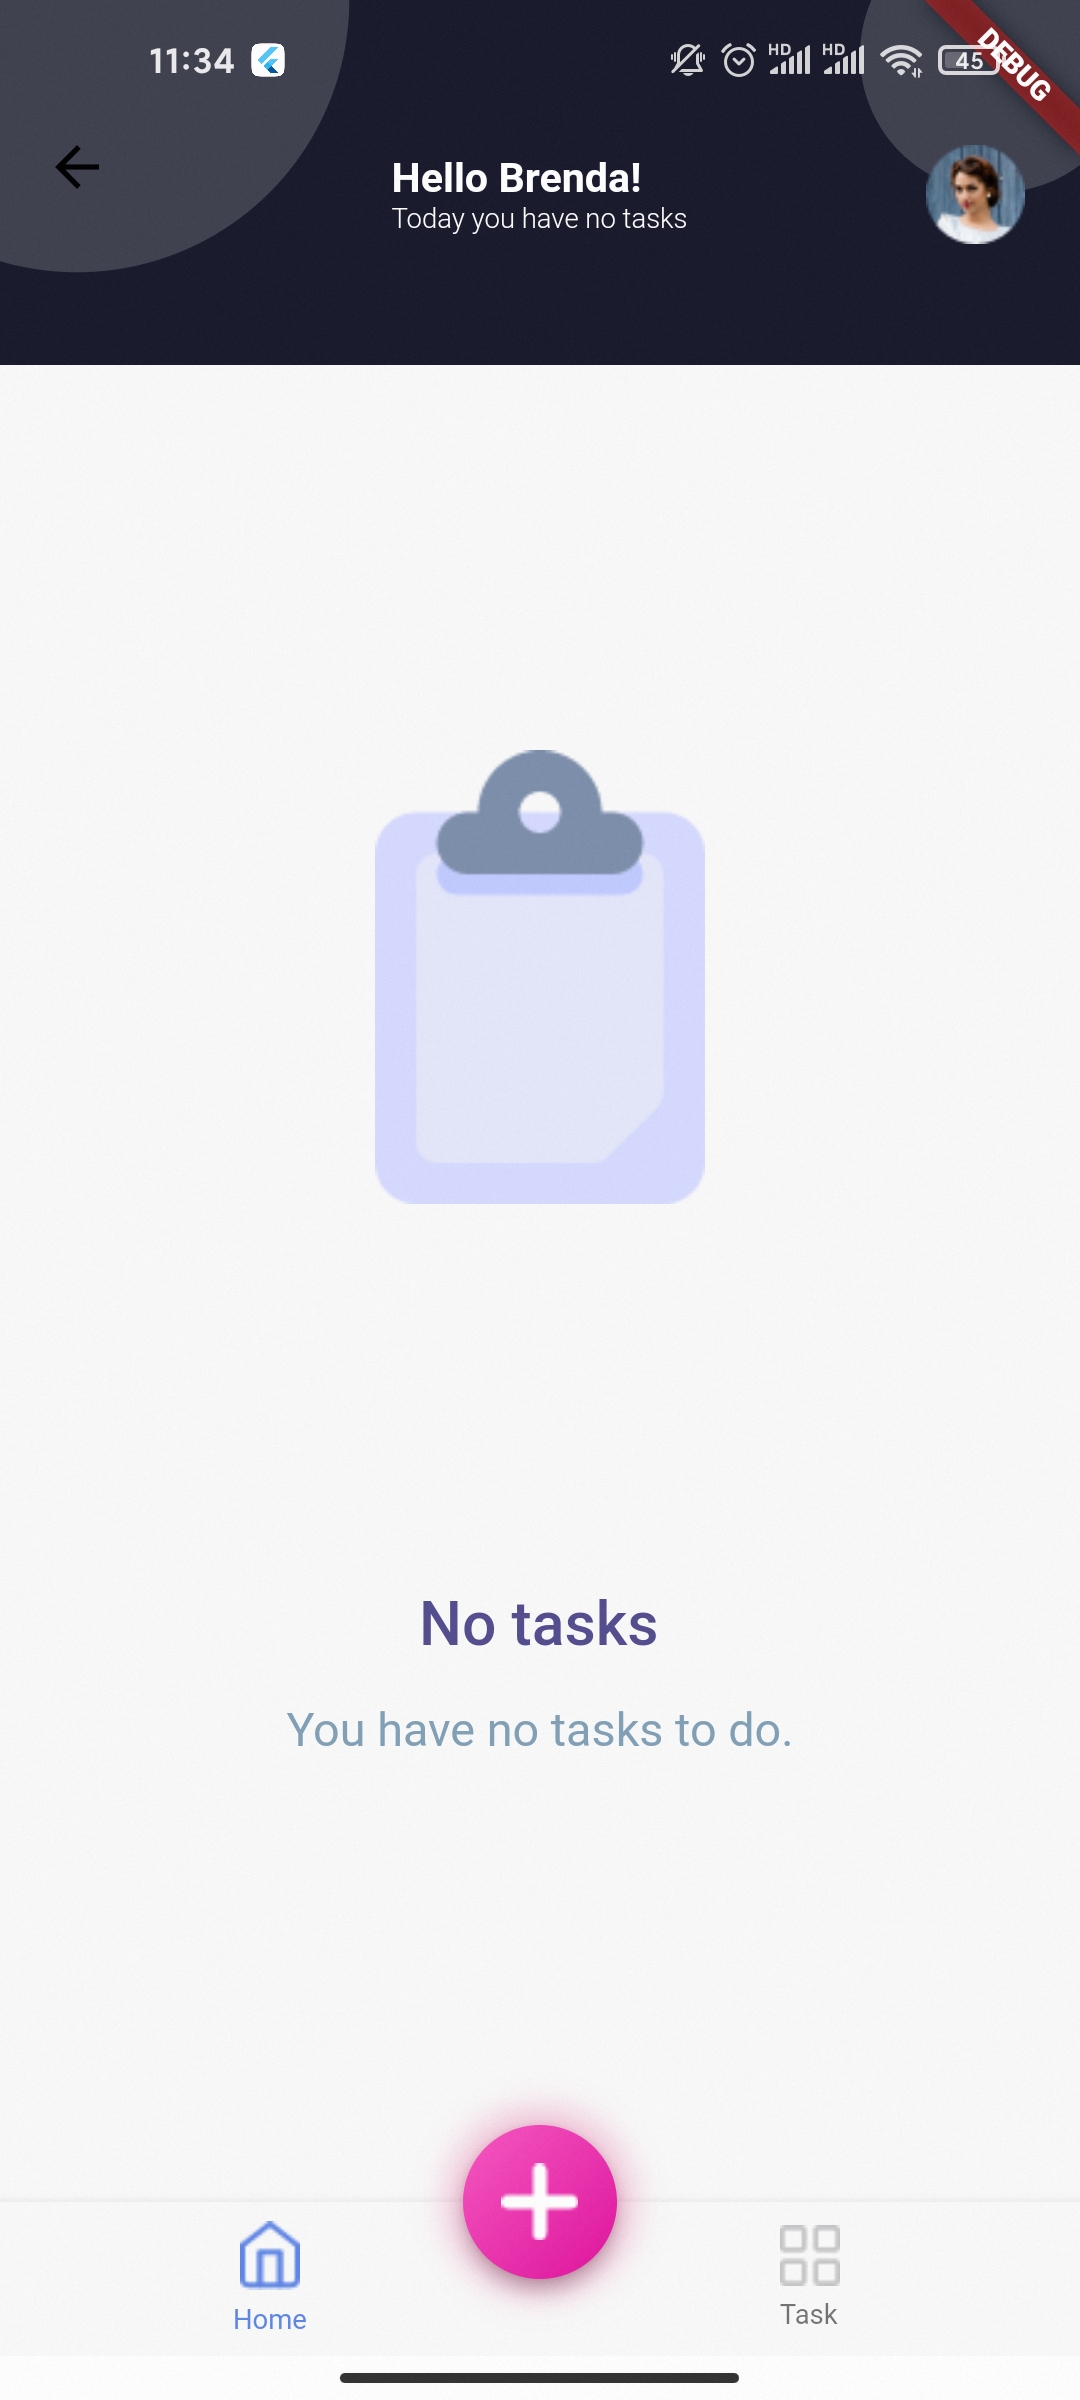 11:34
HD HD 45
DEBUG
Hello Brenda!
Today you have no tasks
No tasks
You have no tasks to do.
Home
Task